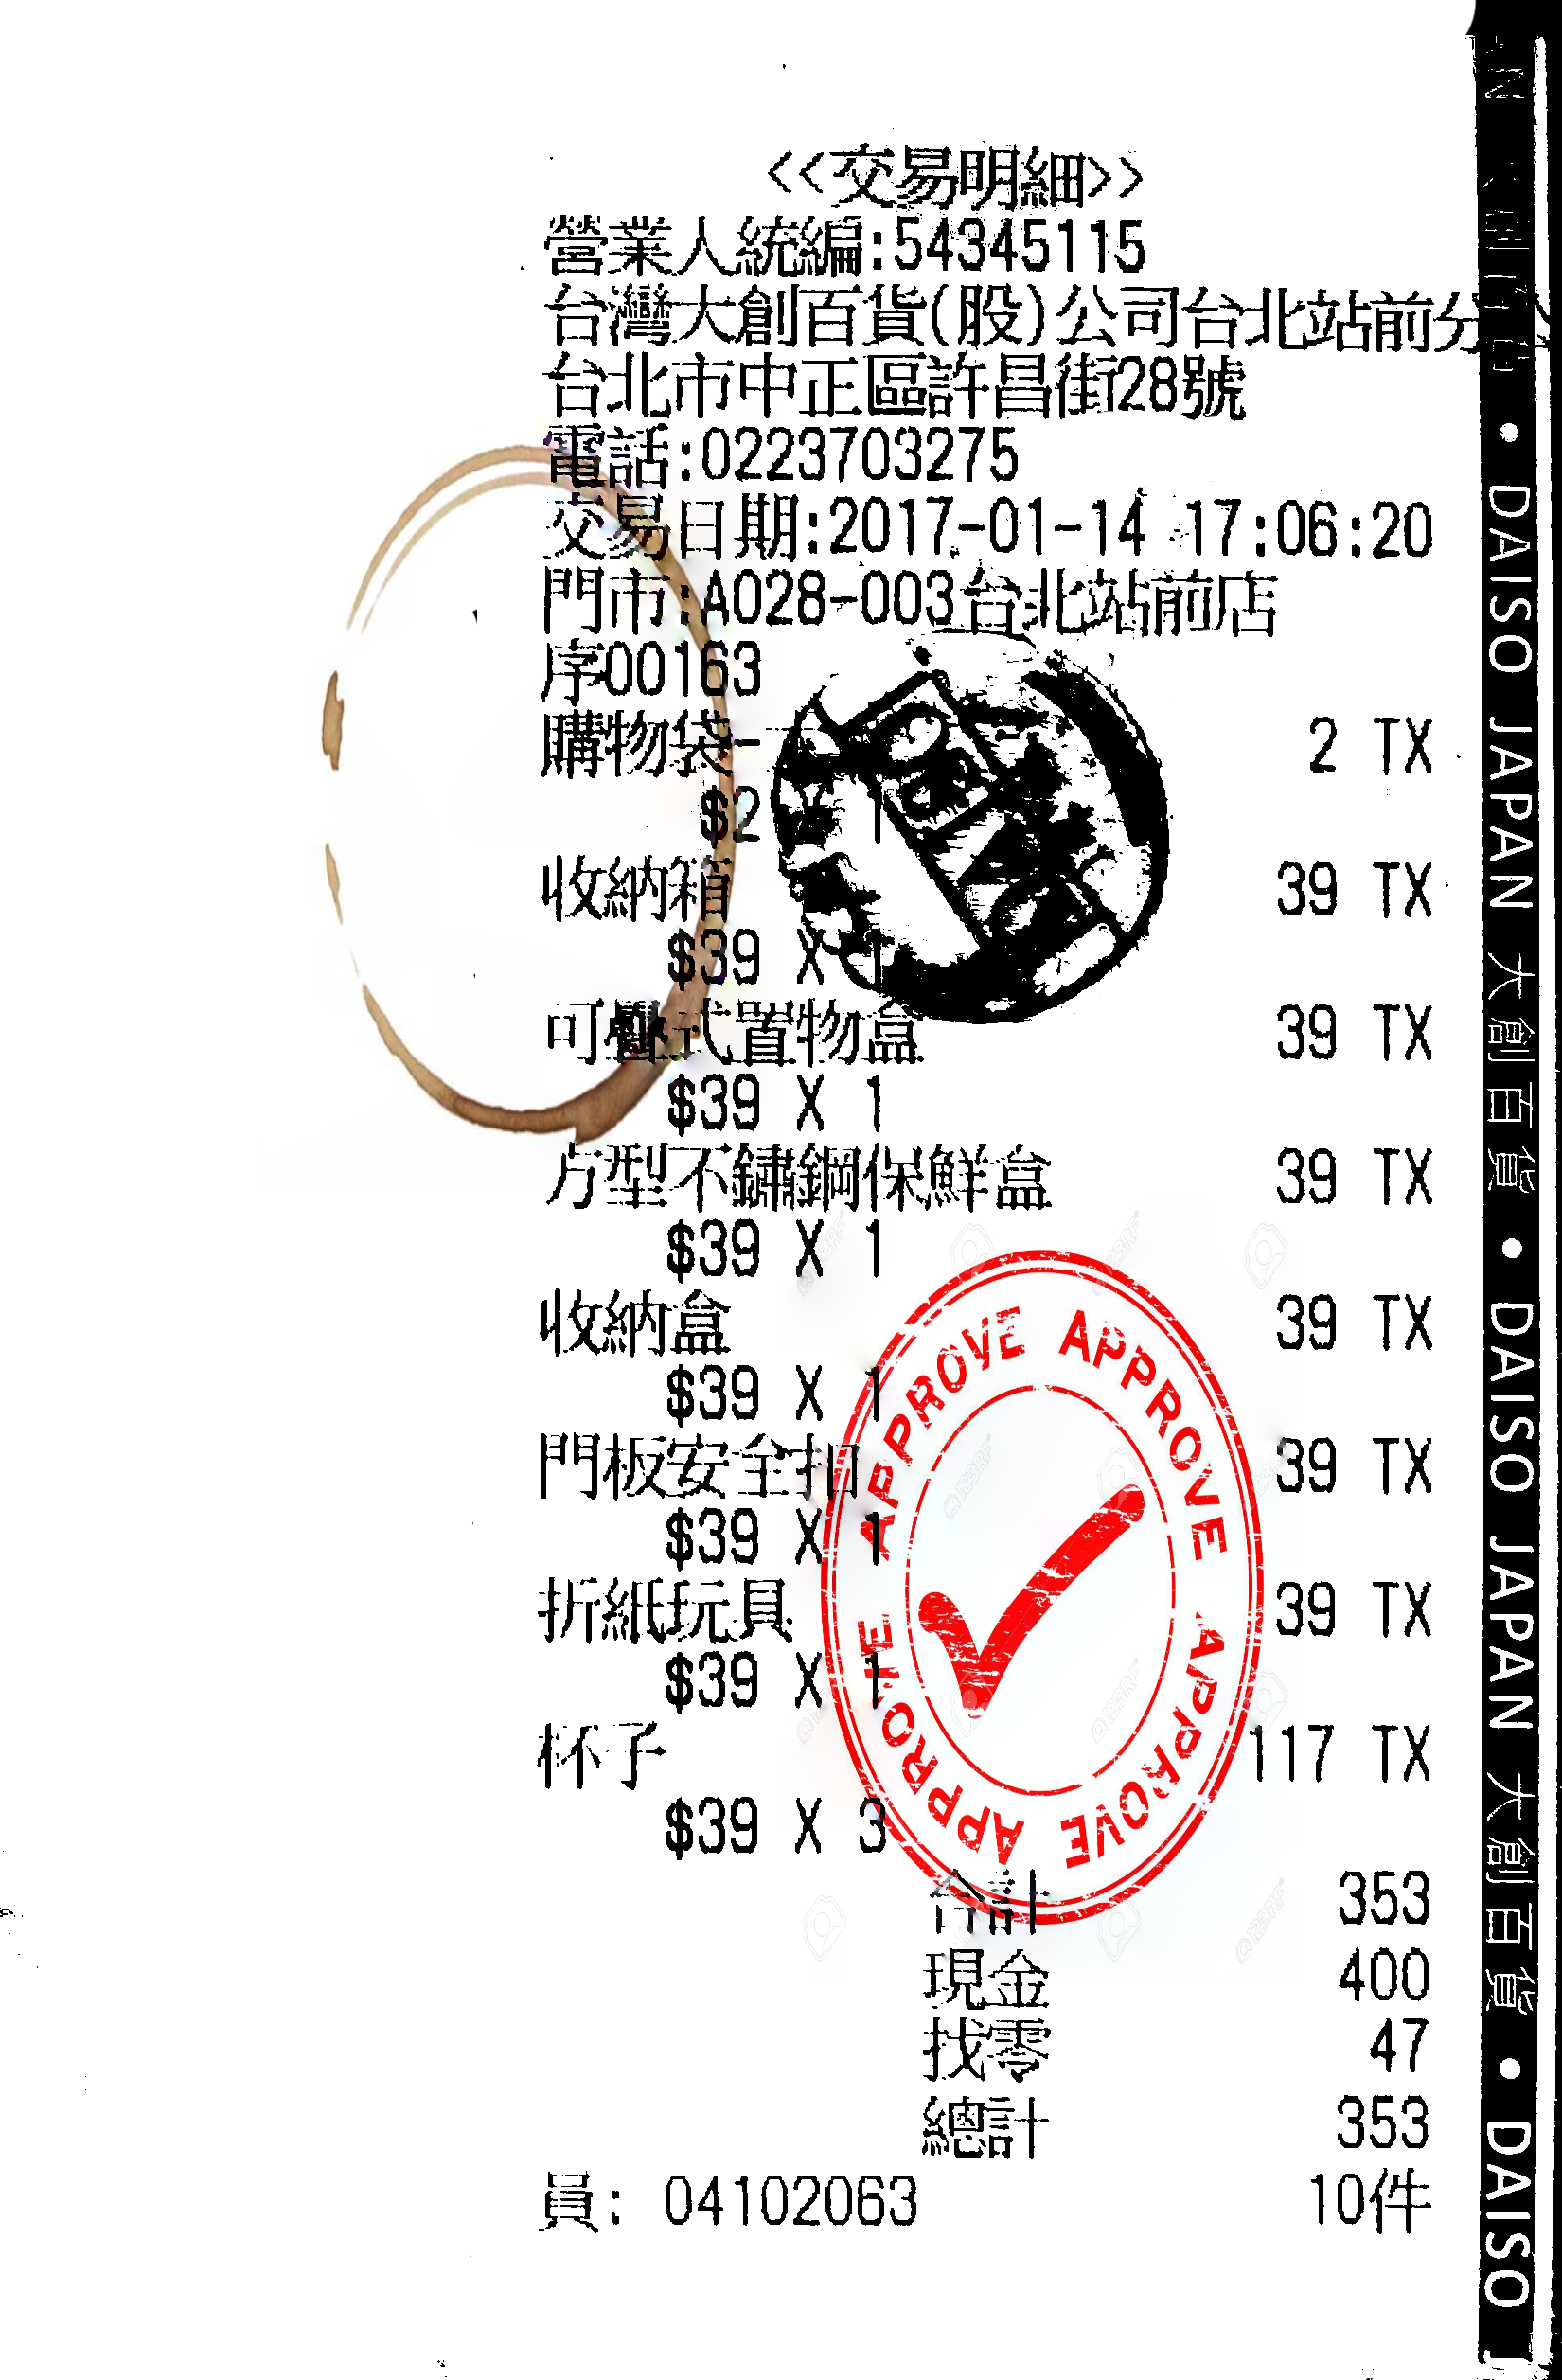 <<交易明細>>
營業人統編:54345115
台灣大創百貨(股)公司台北站前分
台北市中正區許昌街28號
電話:0223703275
交易日期:2017-01-14 17:06:20
門市:A028-003台北站前店
序00163
購物袋- 2 TX
$2 X 1
收納箱 39 TX
$39 X 1
可疊式置物盒 39 TX
$39 X 1
方型不鏽鋼保鮮盒 39 TX
$39 X 1
收納盒 39 TX
$39 X 1
門板安全扣 39 TX
$39 X 1
折紙玩具 39 TX
$39 X 1
杯子 117 TX
$39 X 3
合計 353
現金 400
找零 47
總計 353
員: 04102063 10件
APPROVE APPROVE APPROVE APPROVE
DAISO JAPAN 大創百貨 • DAISO JAPAN 大創百貨 • DAISO